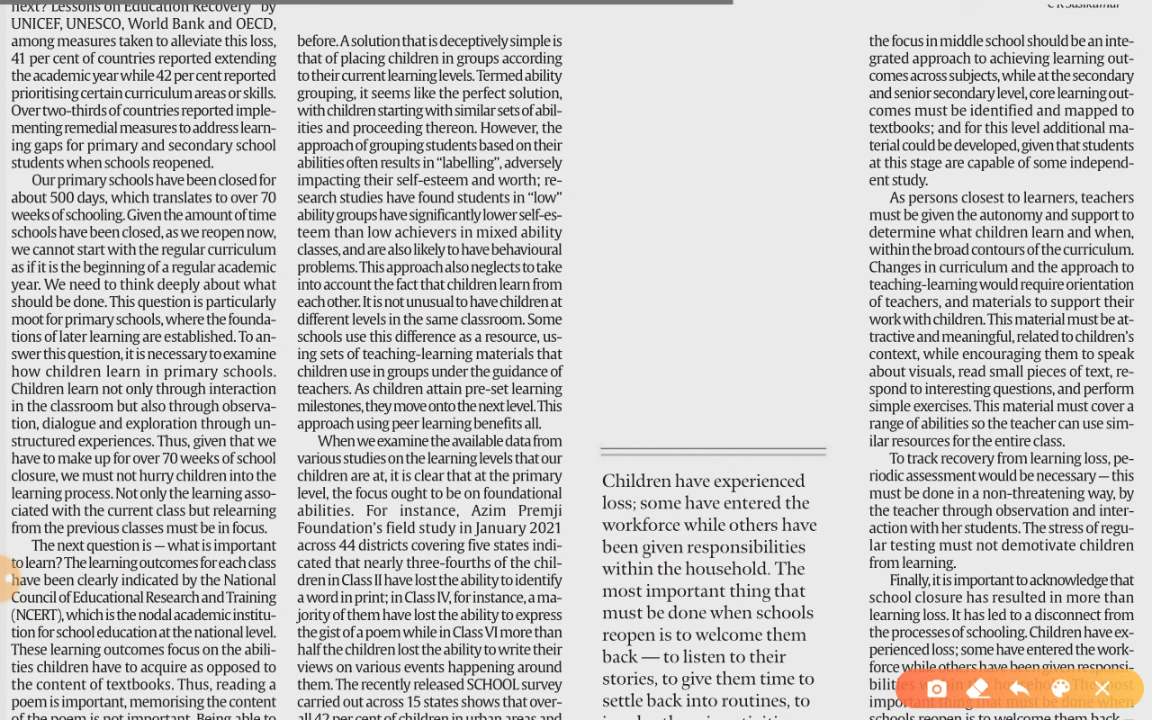 next? Lessons on Education Recovery" by
UNICEF, UNESCO, World Bank and OECD,
among measures taken to alleviate this loss,
41 per cent of countries reported extending
the academic year while 42 per cent reported
prioritising certain curriculum areas or skills.
Over two-thirds of countries reported imple-
menting remedial measures to address learn-
ing gaps for primary and secondary school
students when schools reopened.
Our primary schools have been closed for
about 500 days, which translates to over 70
weeks of schooling. Given the amount of time
schools have been closed, as we reopen now,
we cannot start with the regular curriculum
as if it is the beginning of a regular academic
year. We need to think deeply about what
should be done. This question is particularly
moot for primary schools, where the founda-
tions of later learning are established. To an-
swer this question, it is necessary to examine
how children learn in primary schools.
Children learn not only through interaction
in the classroom but also through observa-
tion, dialogue and exploration through un-
structured experiences. Thus, given that we
have to make up for over 70 weeks of school
closure, we must not hurry children into the
learning process. Not only the learning asso-
ciated with the current class but relearning
from the previous classes must be in focus.
The next question is — what is important
to learn? The learning outcomes for each class
have been clearly indicated by the National
Council of Educational Research and Training
(NCERT), which is the nodal academic institu-
tion for school education at the national level.
These learning outcomes focus on the abili-
ties children have to acquire as opposed to
the content of textbooks. Thus, reading a
poem is important, memorising the content
of the poem is not important. Being able to
before. A solution that is deceptively simple is
that of placing children in groups according
to their current learning levels. Termed ability
grouping, it seems like the perfect solution,
with children starting with similar sets of abil-
ities and proceeding thereon. However, the
approach of grouping students based on their
abilities often results in "labelling", adversely
impacting their self-esteem and worth; re-
search studies have found students in "low"
ability groups have significantly lower self-es-
teem than low achievers in mixed ability
classes, and are also likely to have behavioural
problems. This approach also neglects to take
into account the fact that children learn from
each other. It is not unusual to have children at
different levels in the same classroom. Some
schools use this difference as a resource, us-
ing sets of teaching-learning materials that
children use in groups under the guidance of
teachers. As children attain pre-set learning
milestones, they move onto the next level. This
approach using peer learning benefits all.
When we examine the available data from
various studies on the learning levels that our
children are at, it is clear that at the primary
level, the focus ought to be on foundational
abilities. For instance, Azim Premji
Foundation's field study in January 2021
across 44 districts covering five states indi-
cated that nearly three-fourths of the chil-
dren in Class II have lost the ability to identify
a word in print; in Class IV, for instance, a ma-
jority of them have lost the ability to express
the gist of a poem while in Class VI more than
half the children lost the ability to write their
views on various events happening around
them. The recently released SCHOOL survey
carried out across 15 states shows that over-
all 42 per cent of children in urban areas and
Children have experienced
loss; some have entered the
workforce while others have
been given responsibilities
within the household. The
most important thing that
must be done when schools
reopen is to welcome them
back — to listen to their
stories, to give them time to
settle back into routines, to
C R Sasikumar
the focus in middle school should be an inte-
grated approach to achieving learning out-
comes across subjects, while at the secondary
and senior secondary level, core learning out-
comes must be identified and mapped to
textbooks; and for this level additional ma-
terial could be developed, given that students
at this stage are capable of some independ-
ent study.
As persons closest to learners, teachers
must be given the autonomy and support to
determine what children learn and when,
within the broad contours of the curriculum.
Changes in curriculum and the approach to
teaching-learning would require orientation
of teachers, and materials to support their
work with children. This material must be at-
tractive and meaningful, related to children's
context, while encouraging them to speak
about visuals, read small pieces of text, re-
spond to interesting questions, and perform
simple exercises. This material must cover a
range of abilities so the teacher can use sim-
ilar resources for the entire class.
To track recovery from learning loss, pe-
riodic assessment would be necessary — this
must be done in a non-threatening way, by
the teacher through observation and inter-
action with her students. The stress of regu-
lar testing must not demotivate children
from learning.
Finally, it is important to acknowledge that
school closure has resulted in more than
learning loss. It has led to a disconnect from
the processes of schooling. Children have ex-
perienced loss; some have entered the work-
force while others have been given responsi-
bilities within the household. The most
important thing that must be done when
schools reopen is to welcome them back —